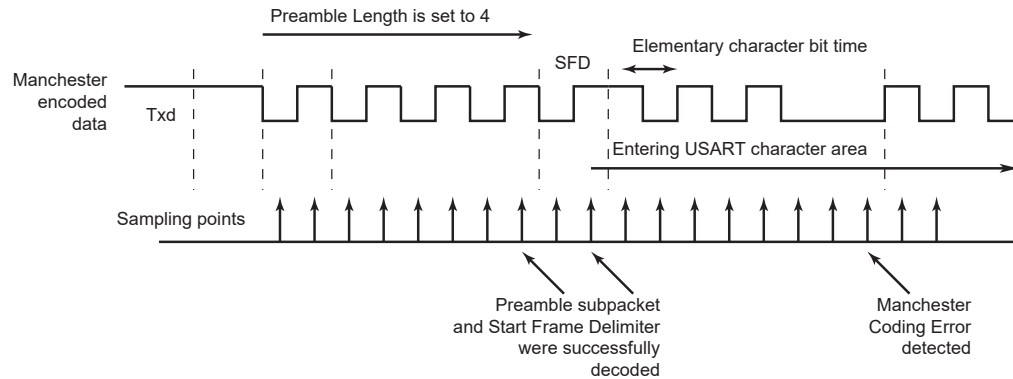 Preamble Length is set to 4
Elementary character bit time
SFD
Manchester
encoded
data
Txd
Entering USART character area
Sampling points
Preamble subpacket
and Start Frame Delimiter
were successfully
decoded
Manchester
Coding Error
detected